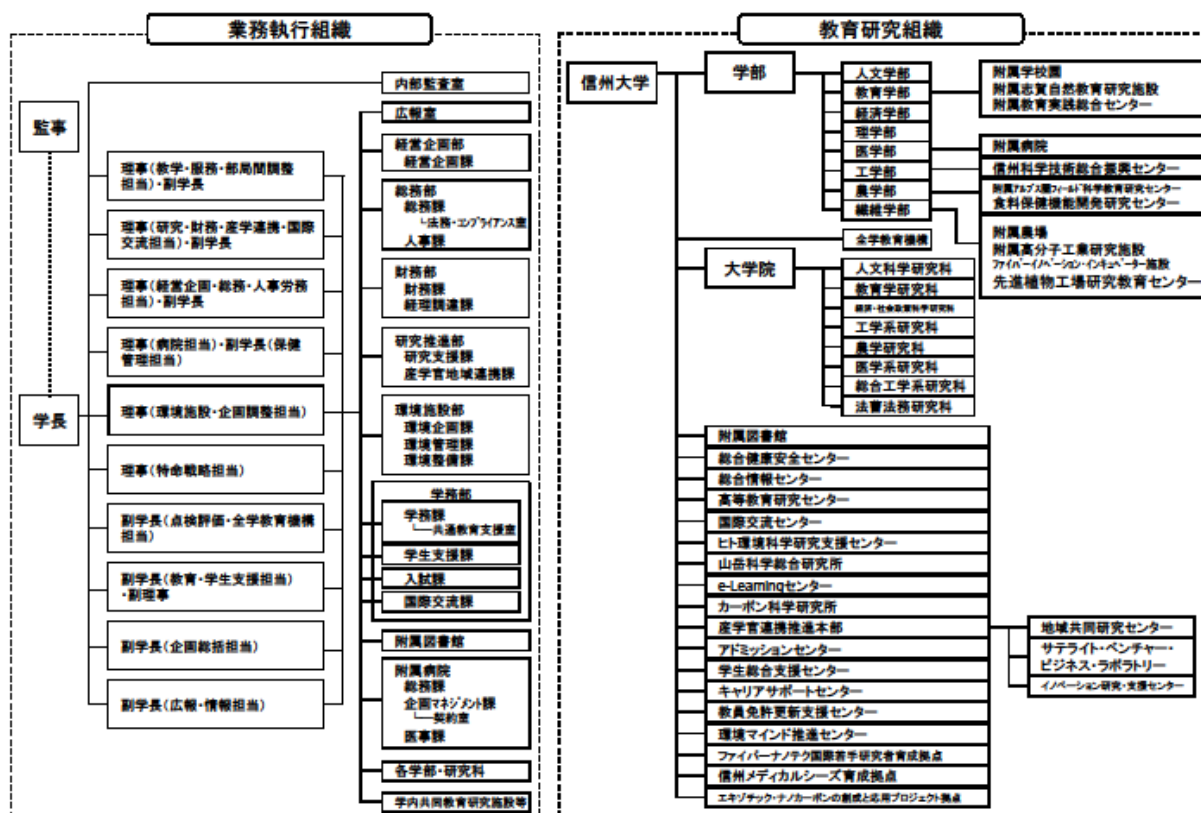 業務執行組織
監事
学長
理事(教学・服務・部局間調整
担当)・副学長
理事(研究・財務・産学連携・国際
交流担当)・副学長
理事(経営企画・総務・人事労務
担当)・副学長
理事(病院担当)・副学長(保健
管理担当)
理事(環境施設・企画調整担当)
理事(特命戦略担当)
副学長(点検評価・全学教育機構
担当)
副学長(教育・学生支援担当)
・副理事
副学長(企画総括担当)
副学長(広報・情報担当)
内部監査室
広報室
経営企画部
経営企画課
総務部
総務課
└法務・コンプライアンス室
人事課
財務部
財務課
経理調達課
研究推進部
研究支援課
産学官地域連携課
環境施設部
環境企画課
環境管理課
環境整備課
学務部
学務課
└─共通教育支援室
学生支援課
入試課
国際交流課
附属図書館
附属病院
総務課
企画マネジメント課
└─契約室
医事課
各学部・研究科
学内共同教育研究施設等
教育研究組織
信州大学
学部
人文学部
教育学部
経済学部
理学部
医学部
工学部
農学部
繊維学部
附属学校園
附属志賀自然教育研究施設
附属教育実践総合センター
附属病院
信州科学技術総合振興センター
附属アルプス圏フィールド科学教育研究センター
食料保健機能開発研究センター
附属農場
附属高分子工業研究施設
ファイバーイノベーション・インキュベーター施設
先進植物工場研究教育センター
全学教育機構
大学院
人文科学研究科
教育学研究科
経済・社会政策科学研究科
工学系研究科
農学研究科
医学系研究科
総合工学系研究科
法曹法務研究科
附属図書館
総合健康安全センター
総合情報センター
高等教育研究センター
国際交流センター
ヒト環境科学研究支援センター
山岳科学総合研究所
e-Learningセンター
カーボン科学研究所
産学官連携推進本部
アドミッションセンター
学生総合支援センター
キャリアサポートセンター
教員免許更新支援センター
環境マインド推進センター
ファイバーナノテク国際若手研究者育成拠点
信州メディカルシーズ育成拠点
エキゾチック・ナノカーボンの創成と応用プロジェクト拠点
地域共同研究センター
サテライト・ベンチャー・
ビジネス・ラボラトリー
イノベーション研究・支援センター